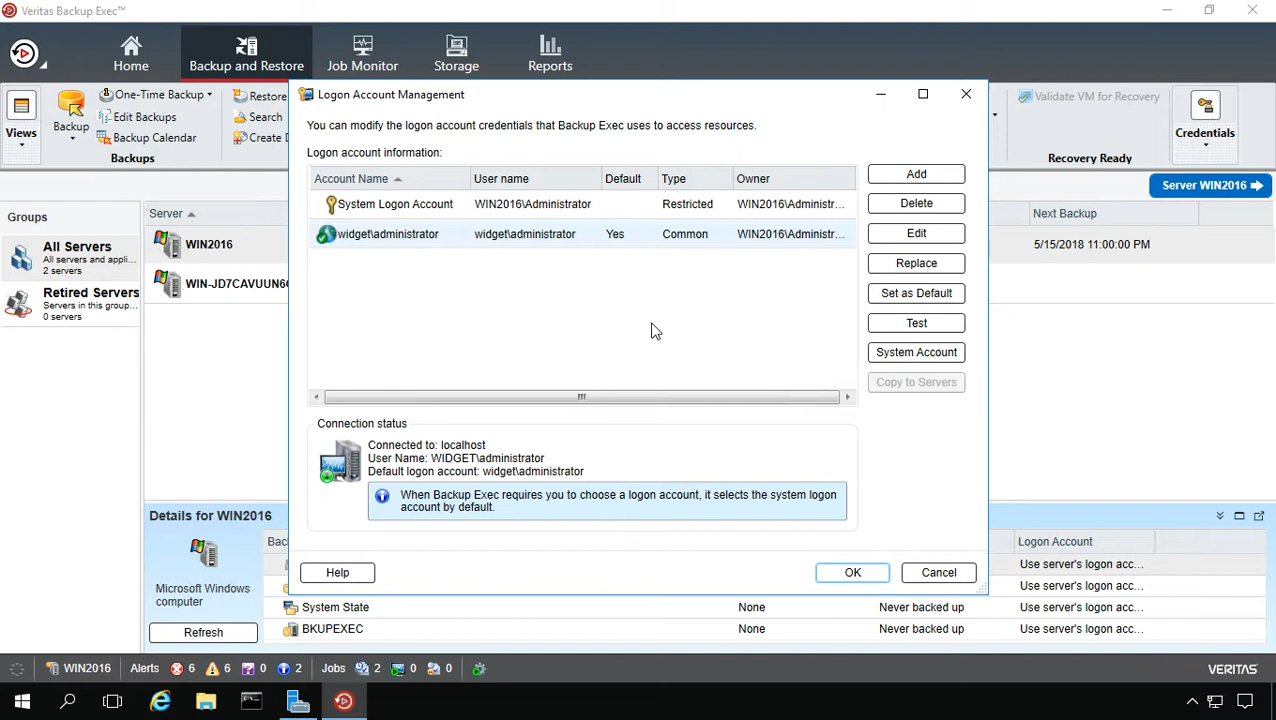 Veritas Backup Exec™
Home
Backup and Restore
Job Monitor
Storage
Reports
Views
Backup
One-Time Backup
Edit Backups
Backup Calendar
Backups
Restore
Search
Create
Validate VM for Recovery
Recovery Ready
Credentials
Server WIN2016
Groups
All Servers
All servers and appli...
2 servers
Retired Servers
Servers in this group...
0 servers
Server
Next Backup
WIN2016
5/15/2018 11:00:00 PM
WIN-JD7CAVUUN6
Logon Account Management
You can modify the logon account credentials that Backup Exec uses to access resources.
Logon account information:
Account Name User name Default Type Owner
System Logon Account WIN2016\Administrator Restricted WIN2016\Administr...
widget\administrator widget\administrator Yes Common WIN2016\Administr...
Add
Delete
Edit
Replace
Set as Default
Test
System Account
Copy to Servers
Connection status
Connected to: localhost
User Name: WIDGET\administrator
Default logon account: widget\administrator
When Backup Exec requires you to choose a logon account, it selects the system logon
account by default.
Help
OK
Cancel
Details for WIN2016
Microsoft Windows
computer
Refresh
Logon Account
Use server's logon acc...
Use server's logon acc...
System State None Never backed up Use server's logon acc...
BKUPEXEC None Never backed up Use server's logon acc...
WIN2016 Alerts 6 6 0 2 Jobs 2 0 0
VERITAS